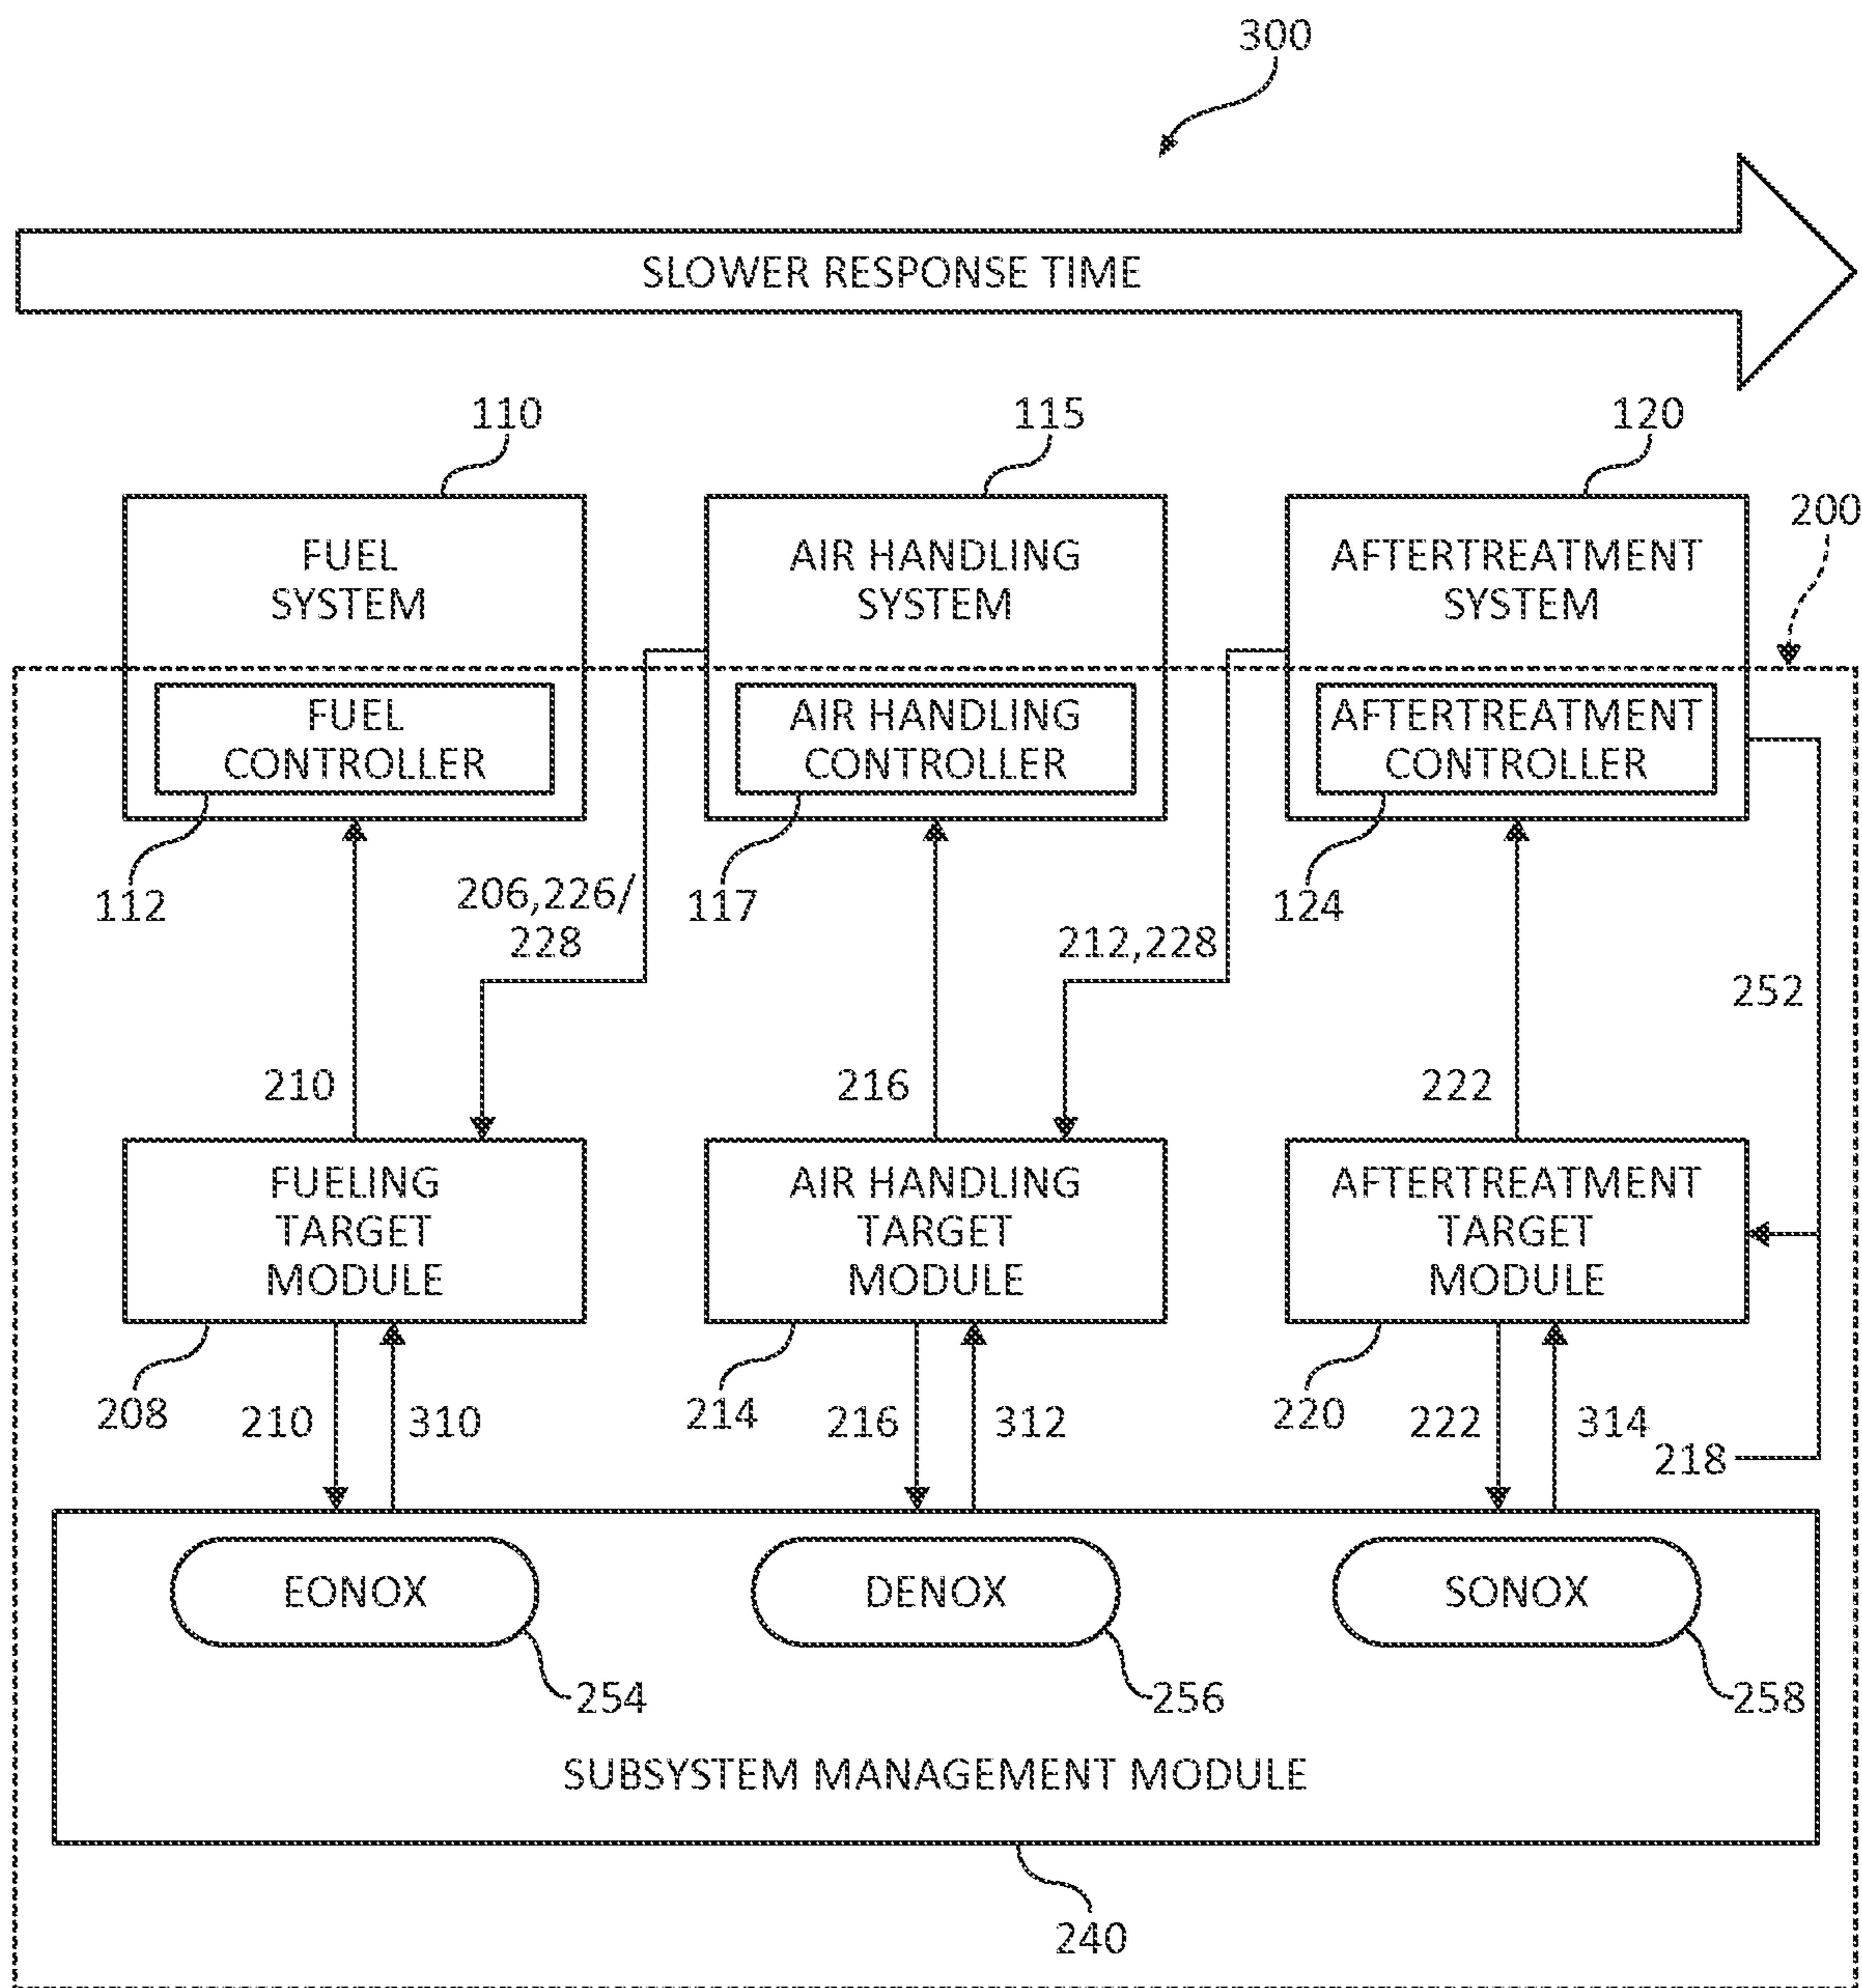 300
SLOWER RESPONSE TIME
110
115
120
200
FUEL
SYSTEM
AIR HANDLING
SYSTEM
AFTERTREATMENT
SYSTEM
FUEL
CONTROLLER
AIR HANDLING
CONTROLLER
AFTERTREATMENT
CONTROLLER
112
206,226/
228
117
212,228
124
252
210
216
222
FUELING
TARGET
MODULE
AIR HANDLING
TARGET
MODULE
AFTERTREATMENT
TARGET
MODULE
208
210
310
214
216
312
220
222
314
218
EONOX
DENOX
SONOX
254
256
258
SUBSYSTEM MANAGEMENT MODULE
240